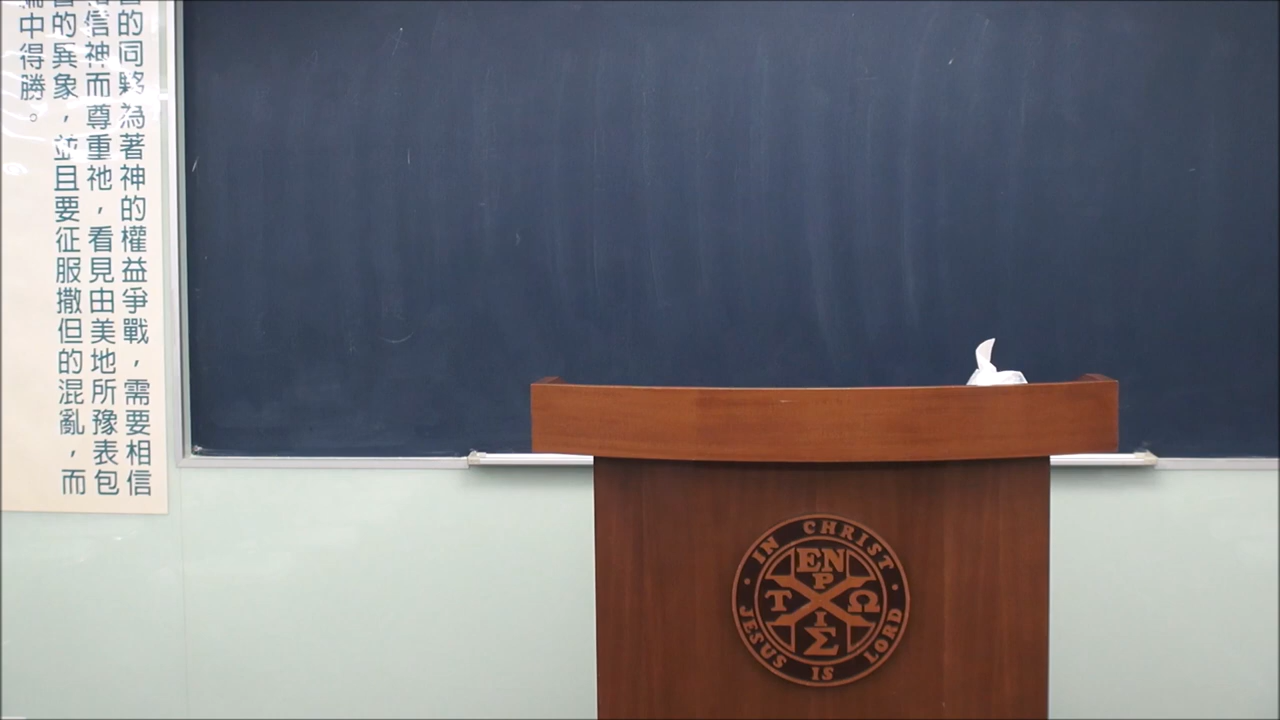 的同夥為著神的權益爭戰，需要相信
信神而尊重祂，看見由美地所豫表包
的異象，並且要征服撒但的混亂，而
中得勝。
· IN CHRIST ·
JESUS IS LORD
EN
P
T X Ω
I
Σ